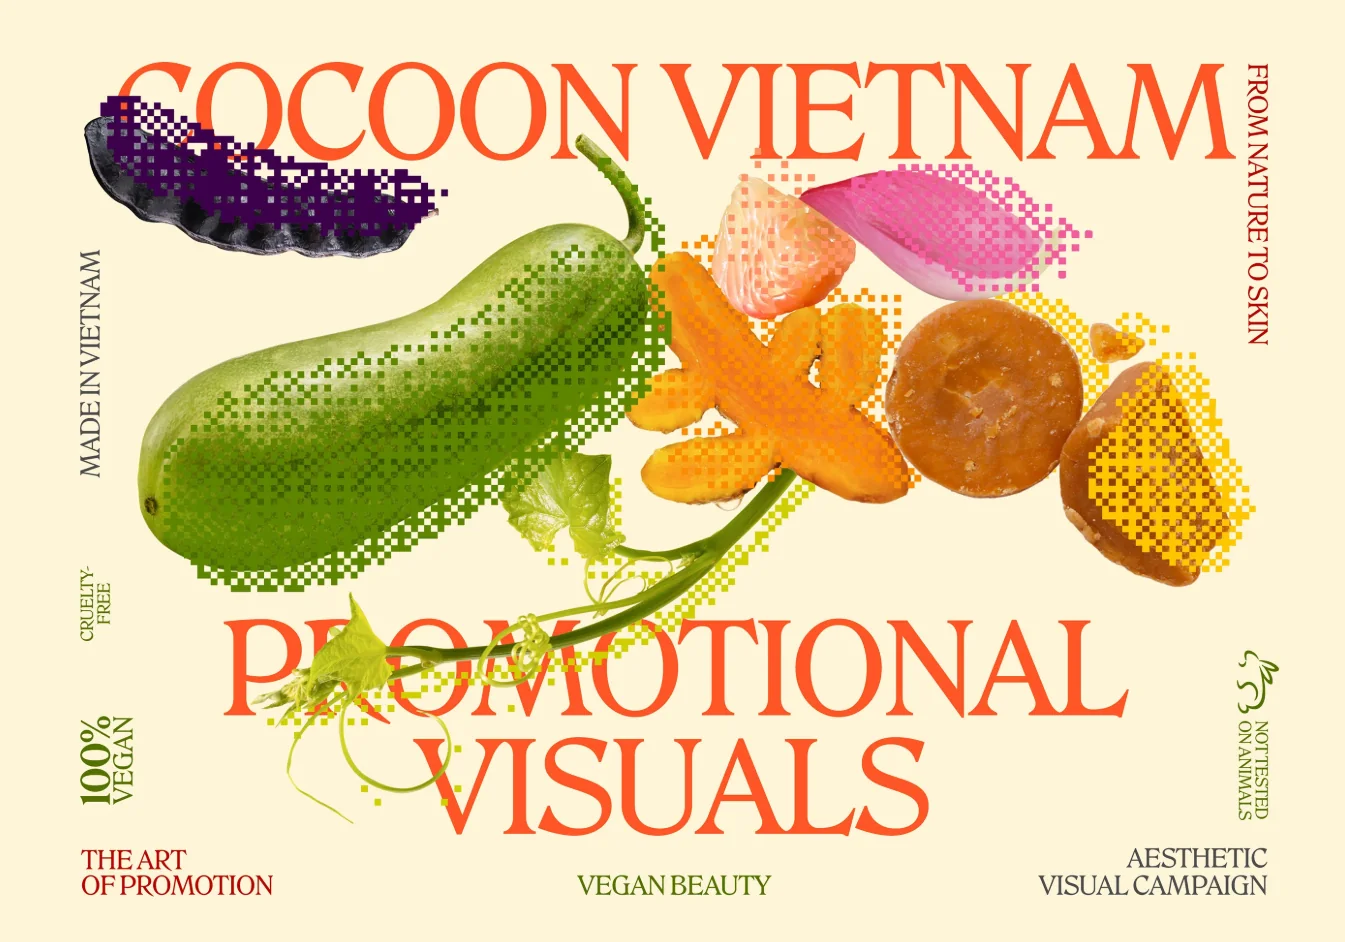 COCOON VIETNAM
FROM NATURE TO SKIN
MADE IN VIETNAM
CRUELTY-
FREE
PROMOTIONAL
VISUALS
100%
VEGAN
NOT TESTED
ON ANIMALS
THE ART
OF PROMOTION
VEGAN BEAUTY
AESTHETIC
VISUAL CAMPAIGN